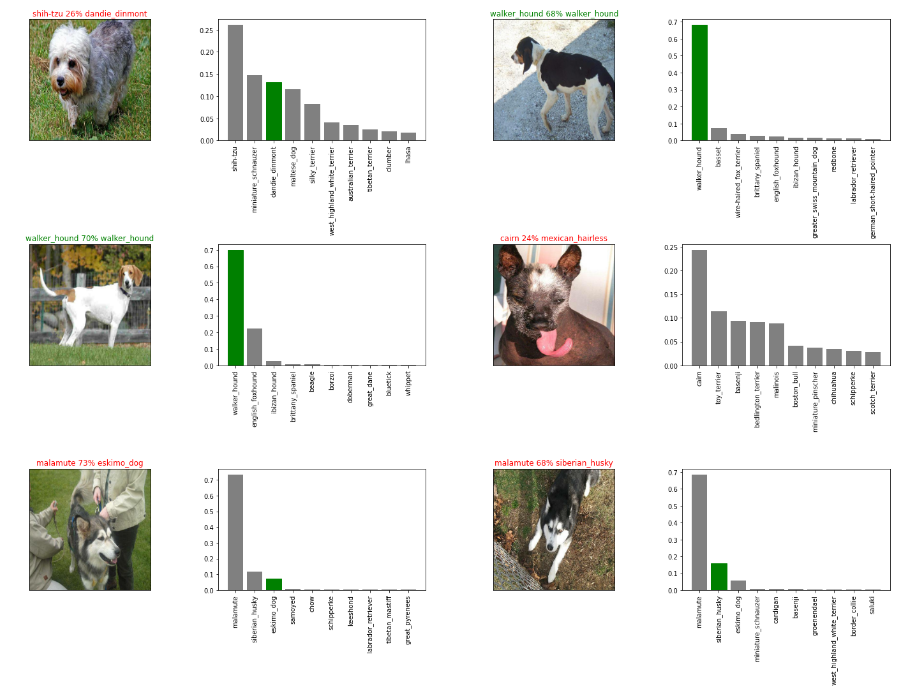 shih-tzu 26% dandie_dinmont
0.25
0.20
0.15
0.10
0.05
0.00
shih-tzu
miniature_schnauzer
dandie_dinmont
maltese_dog
silky_terrier
west_highland_white_terrier
australian_terrier
tibetan_terrier
clumber
lhasa
walker_hound 68% walker_hound
0.7
0.6
0.5
0.4
0.3
0.2
0.1
0.0
walker_hound
basset
wire-haired_fox_terrier
brittany_spaniel
english_foxhound
ibizan_hound
greater_swiss_mountain_dog
redbone
labrador_retriever
german_short-haired_pointer
walker_hound 70% walker_hound
0.7
0.6
0.5
0.4
0.3
0.2
0.1
0.0
walker_hound
english_foxhound
ibizan_hound
brittany_spaniel
beagle
borzoi
doberman
great_dane
bluetick
whippet
cairn 24% mexican_hairless
0.25
0.20
0.15
0.10
0.05
0.00
cairn
toy_terrier
basenji
bedlington_terrier
malinois
boston_bull
miniature_pinscher
chihuahua
schipperke
scotch_terrier
malamute 73% eskimo_dog
0.7
0.6
0.5
0.4
0.3
0.2
0.1
0.0
malamute
siberian_husky
eskimo_dog
samoyed
chow
schipperke
keeshond
labrador_retriever
tibetan_mastiff
great_pyrenees
malamute 68% siberian_husky
0.7
0.6
0.5
0.4
0.3
0.2
0.1
0.0
malamute
siberian_husky
eskimo_dog
miniature_schnauzer
cardigan
basenji
groenendael
west_highland_white_terrier
border_collie
saluki